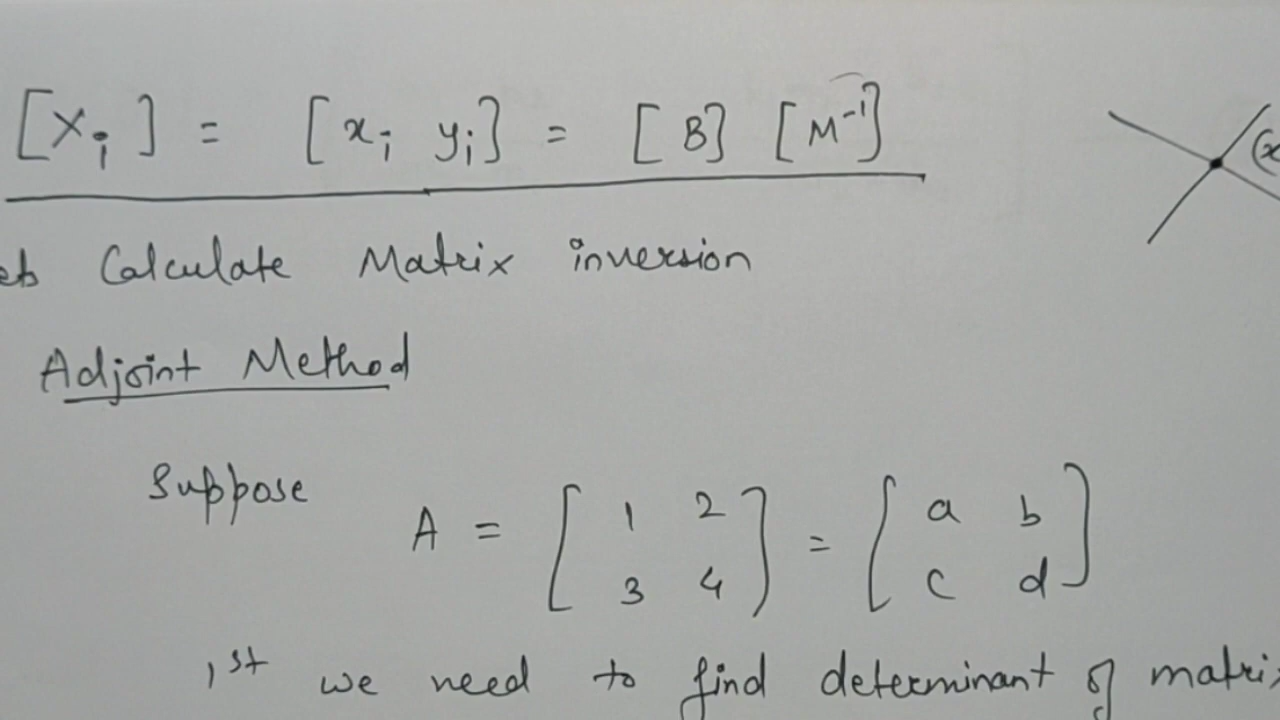 [Xi] = [xi yi] = [B] [M⁻¹]
(x
Calculate Matrix inversion
Adjoint Method
Suppose
A = [1 2
3 4] = [a b
c d]
1st we need to find determinant of matrix